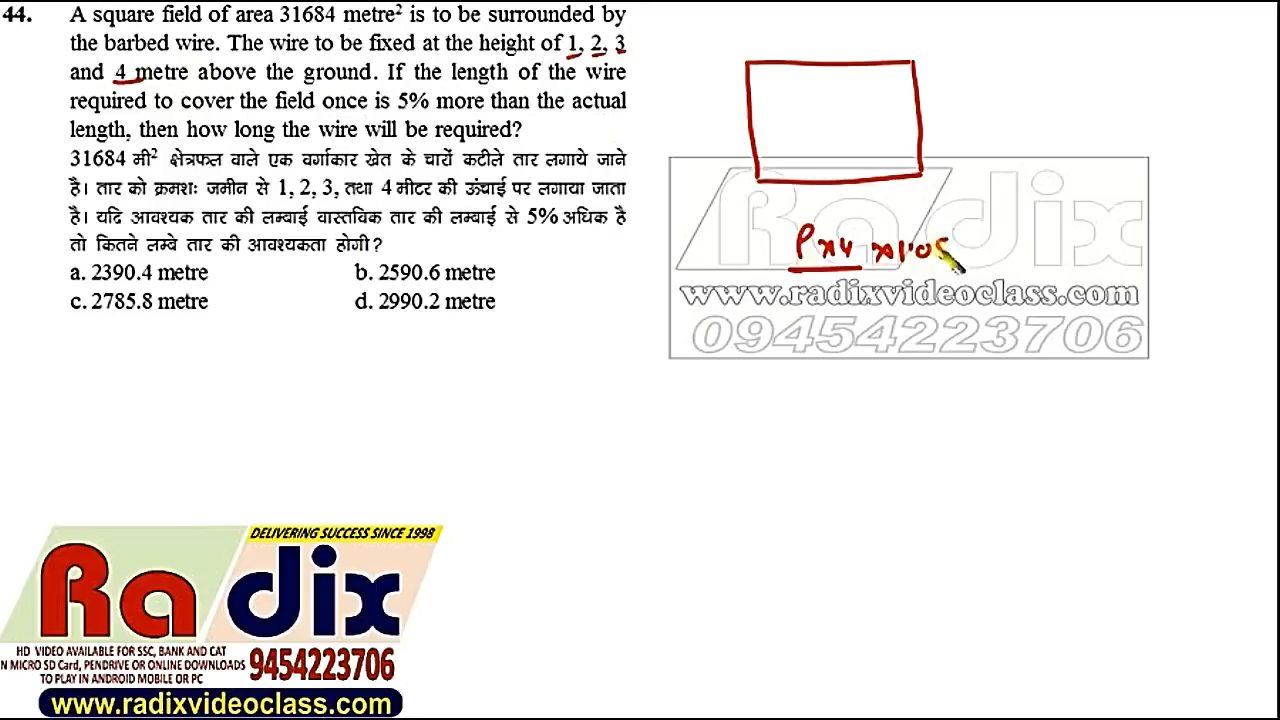 44. A square field of area 31684 metre² is to be surrounded by
the barbed wire. The wire to be fixed at the height of 1, 2, 3
and 4 metre above the ground. If the length of the wire
required to cover the field once is 5% more than the actual
length, then how long the wire will be required?
31684 मी² क्षेत्रफल वाले एक वर्गाकार खेत के चारों कटीले तार लगाये जाने
है। तार को क्रमशः जमीन से 1, 2, 3, तथा 4 मीटर की ऊंचाई पर लगाया जाता
है। यदि आवश्यक तार की लम्बाई वास्तविक तार की लम्बाई से 5% अधिक है
तो कितने लम्बे तार की आवश्यकता होगी?
a. 2390.4 metre b. 2590.6 metre
c. 2785.8 metre d. 2990.2 metre
Radix
P×4 ×1.05
www.radixvideoclass.com
09454223706
DELIVERING SUCCESS SINCE 1998
Radix
HD VIDEO AVAILABLE FOR SSC, BANK AND CAT
N MICRO SD Card, PENDRIVE OR ONLINE DOWNLOADS
TO PLAY IN ANDROID MOBILE OR PC
9454223706
www.radixvideoclass.com